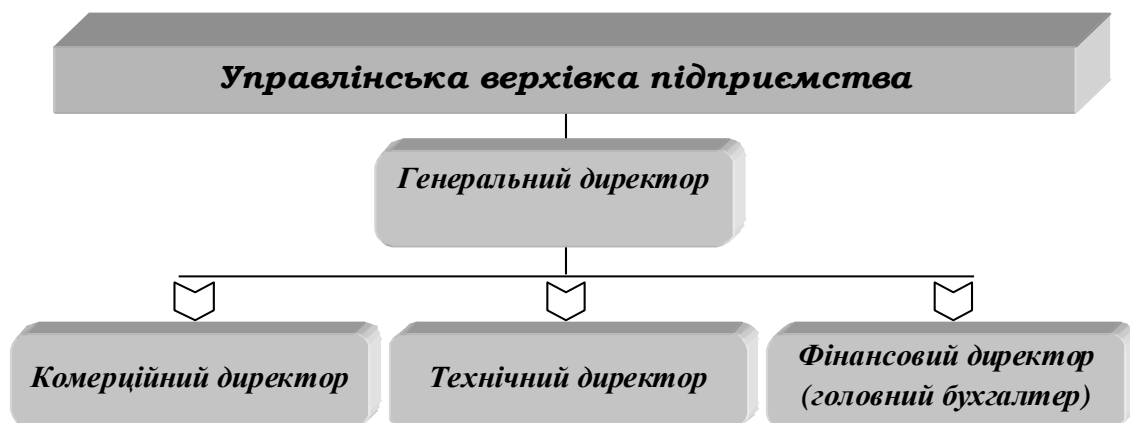 Управлінська верхівка підприємства
Генеральний директор
Комерційний директор
Технічний директор
Фінансовий директор
(головний бухгалтер)